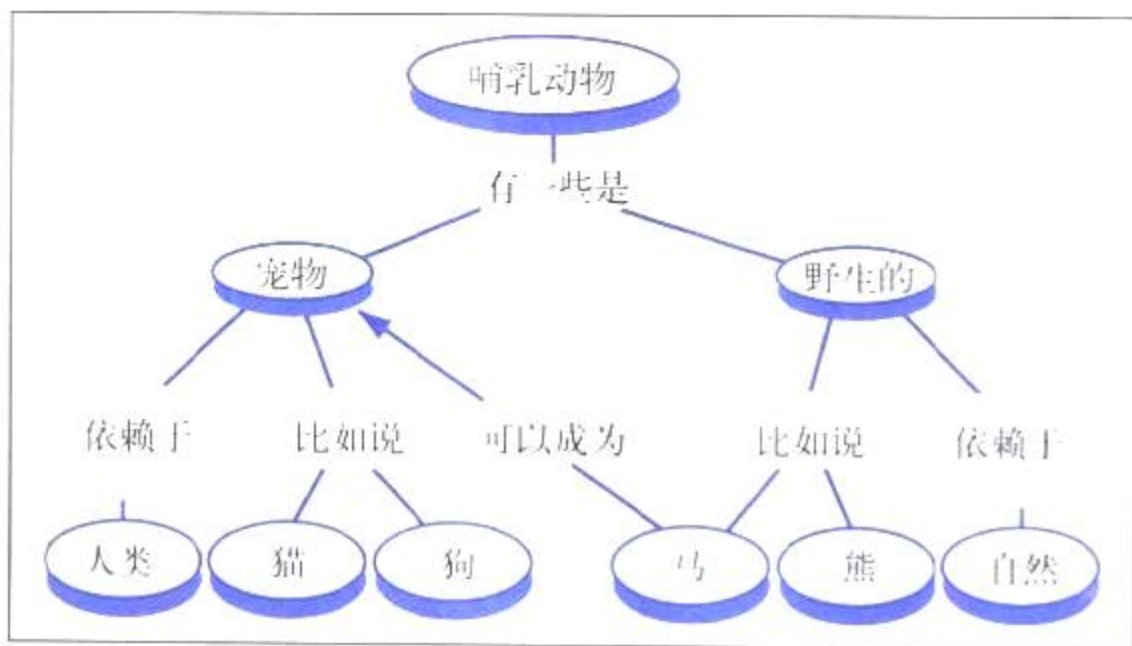 哺乳动物
有一些是
宠物
野生的
依赖于
比如说
可以成为
比如说
依赖于
人类
猫
狗
马
熊
自然